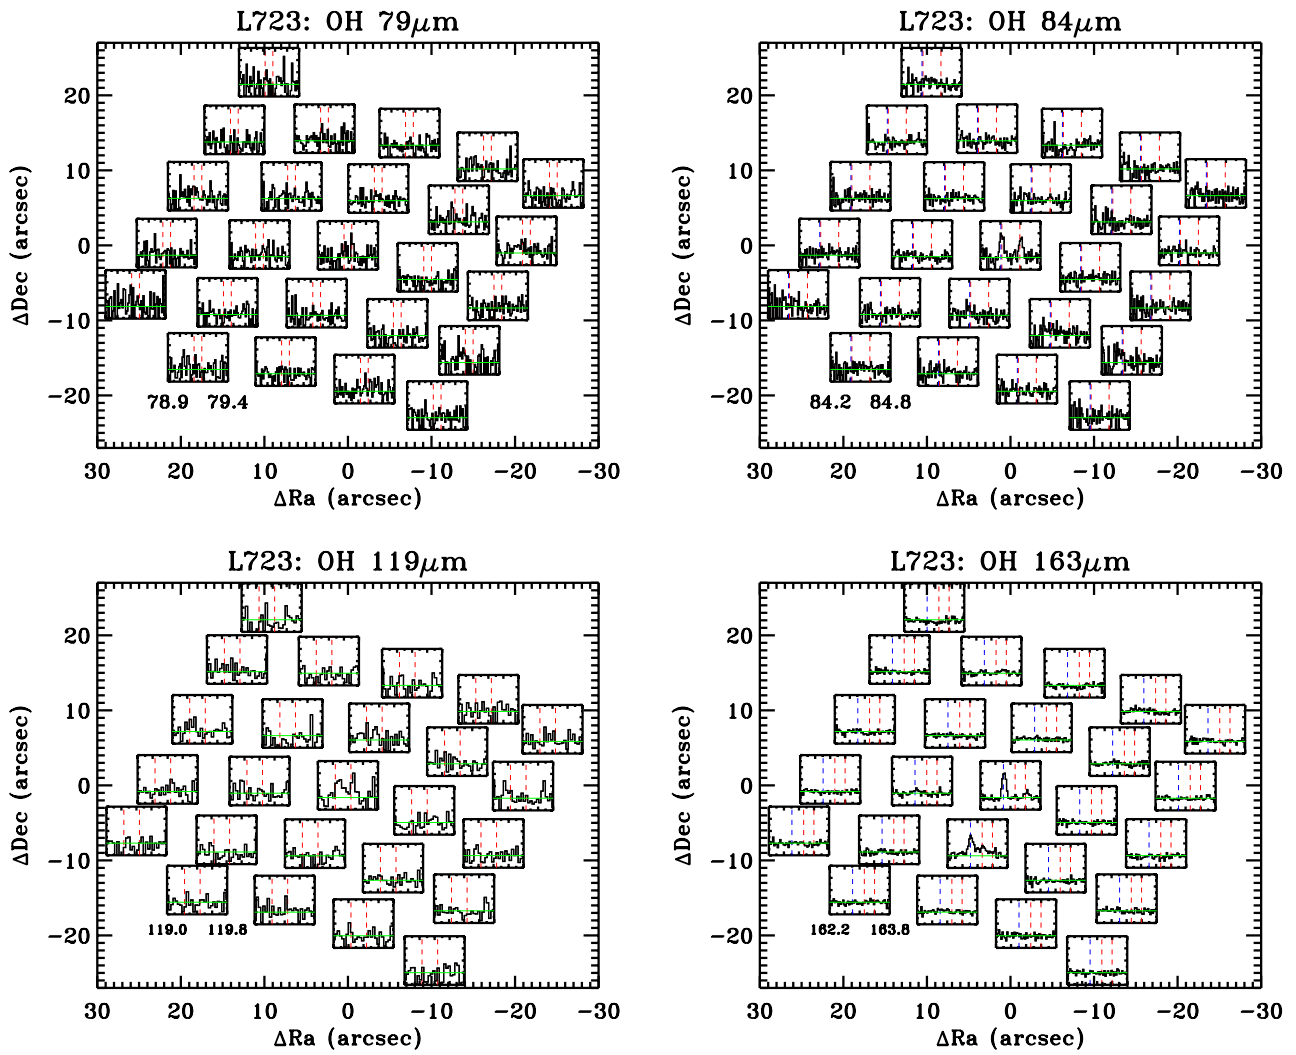 L723: OH 79μm
L723: OH 84μm
ΔDec (arcsec)
20
10
0
−10
−20
78.9 79.4
30 20 10 0 −10 −20 −30
ΔRa (arcsec)
ΔDec (arcsec)
20
10
0
−10
−20
84.2 84.8
30 20 10 0 −10 −20 −30
ΔRa (arcsec)
L723: OH 119μm
L723: OH 163μm
ΔDec (arcsec)
20
10
0
−10
−20
119.0 119.8
30 20 10 0 −10 −20 −30
ΔRa (arcsec)
ΔDec (arcsec)
20
10
0
−10
−20
162.2 163.8
30 20 10 0 −10 −20 −30
ΔRa (arcsec)